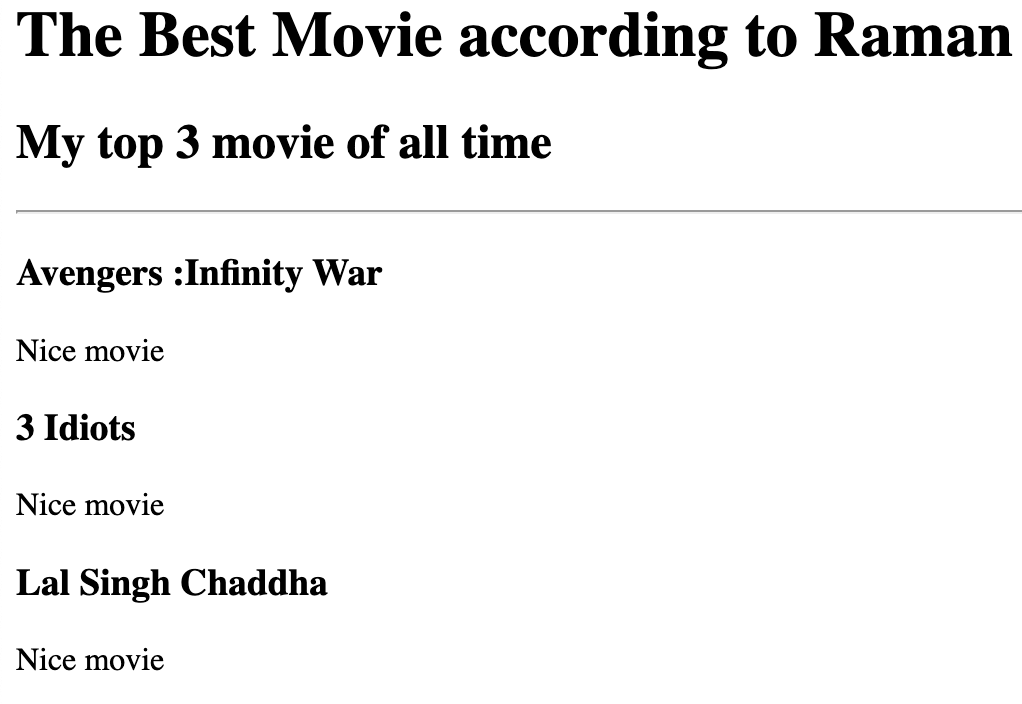 The Best Movie according to Raman
My top 3 movie of all time
Avengers :Infinity War
Nice movie
3 Idiots
Nice movie
Lal Singh Chaddha
Nice movie